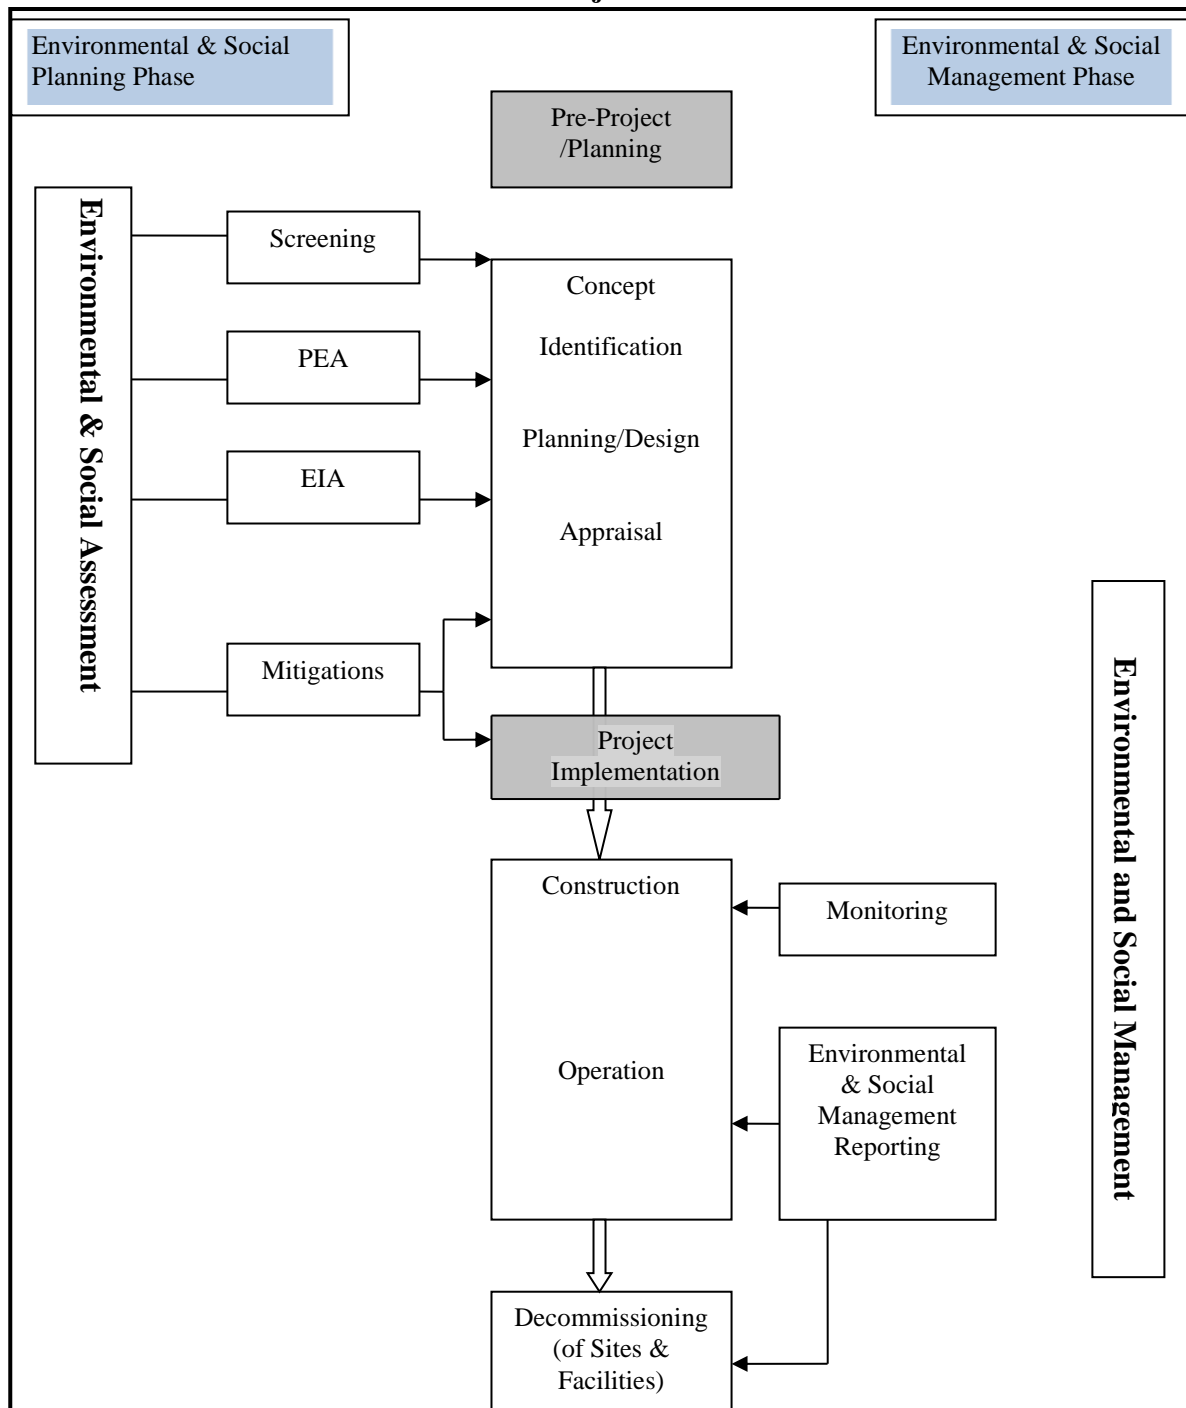 Environmental & Social
Planning Phase
Environmental & Social
Management Phase
Pre-Project
/Planning
Environmental & Social Assessment
Screening
PEA
EIA
Mitigations
Concept
Identification
Planning/Design
Appraisal
Project
Implementation
Construction
Operation
Monitoring
Environmental
& Social
Management
Reporting
Environmental and Social Management
Decommissioning
(of Sites &
Facilities)